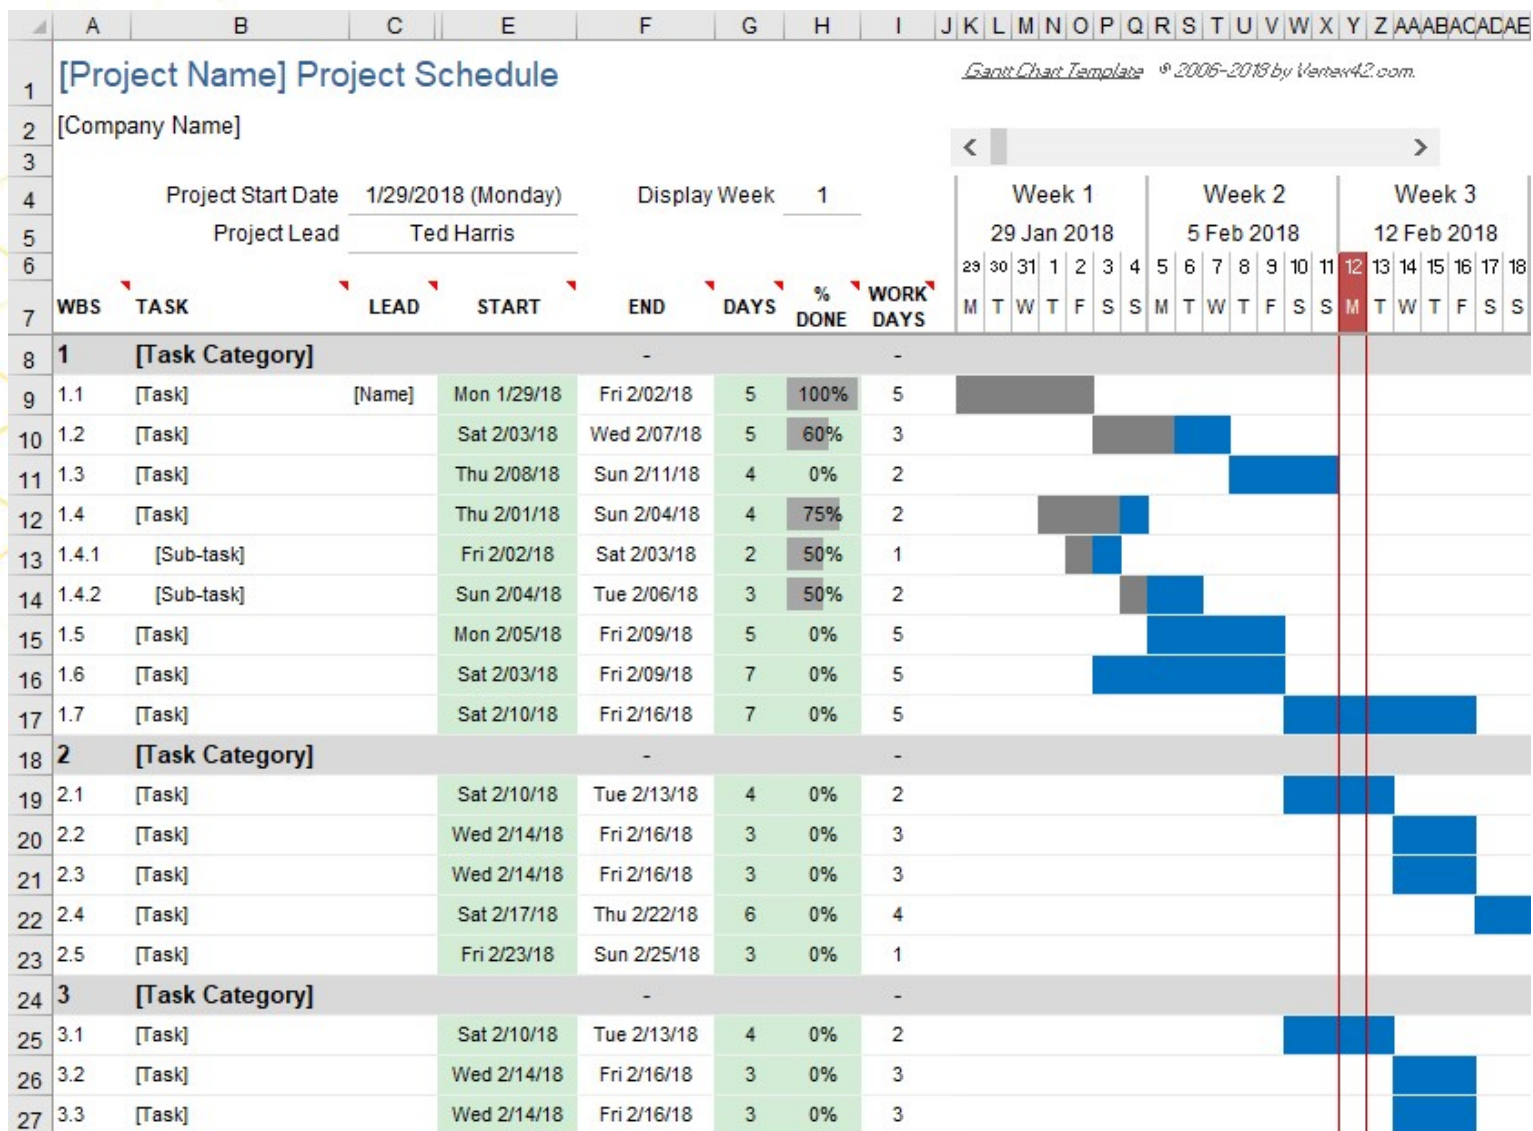 A B C E F G H I J K L M N O P Q R S T U V W X Y Z AA AB AC AD AE
1 [Project Name] Project Schedule Gantt Chart Template © 2006-2018 by Vertex42.com.
2 [Company Name]
3
4 Project Start Date 1/29/2018 (Monday) Display Week 1 Week 1 Week 2 Week 3
5 Project Lead Ted Harris 29 Jan 2018 5 Feb 2018 12 Feb 2018
6 29 30 31 1 2 3 4 5 6 7 8 9 10 11 12 13 14 15 16 17 18
7 WBS TASK LEAD START END DAYS % DONE WORK DAYS M T W T F S S M T W T F S S M T W T F S S
8 1 [Task Category] - -
9 1.1 [Task] [Name] Mon 1/29/18 Fri 2/02/18 5 100% 5
10 1.2 [Task] Sat 2/03/18 Wed 2/07/18 5 60% 3
11 1.3 [Task] Thu 2/08/18 Sun 2/11/18 4 0% 2
12 1.4 [Task] Thu 2/01/18 Sun 2/04/18 4 75% 2
13 1.4.1 [Sub-task] Fri 2/02/18 Sat 2/03/18 2 50% 1
14 1.4.2 [Sub-task] Sun 2/04/18 Tue 2/06/18 3 50% 2
15 1.5 [Task] Mon 2/05/18 Fri 2/09/18 5 0% 5
16 1.6 [Task] Sat 2/03/18 Fri 2/09/18 7 0% 5
17 1.7 [Task] Sat 2/10/18 Fri 2/16/18 7 0% 5
18 2 [Task Category] - -
19 2.1 [Task] Sat 2/10/18 Tue 2/13/18 4 0% 2
20 2.2 [Task] Wed 2/14/18 Fri 2/16/18 3 0% 3
21 2.3 [Task] Wed 2/14/18 Fri 2/16/18 3 0% 3
22 2.4 [Task] Sat 2/17/18 Thu 2/22/18 6 0% 4
23 2.5 [Task] Fri 2/23/18 Sun 2/25/18 3 0% 1
24 3 [Task Category] - -
25 3.1 [Task] Sat 2/10/18 Tue 2/13/18 4 0% 2
26 3.2 [Task] Wed 2/14/18 Fri 2/16/18 3 0% 3
27 3.3 [Task] Wed 2/14/18 Fri 2/16/18 3 0% 3